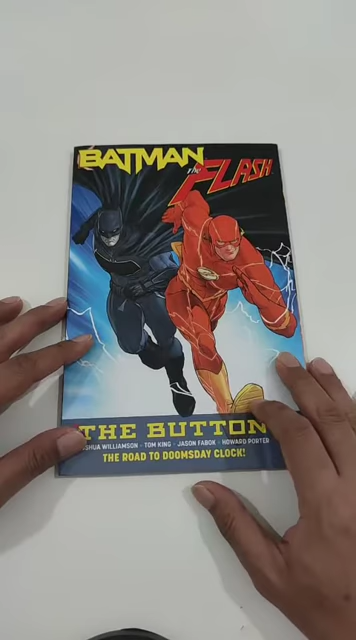 BATMAN
THE FLASH
THE BUTTON
JOSHUA WILLIAMSON • TOM KING • JASON FABOK • HOWARD PORTER
THE ROAD TO DOOMSDAY CLOCK!